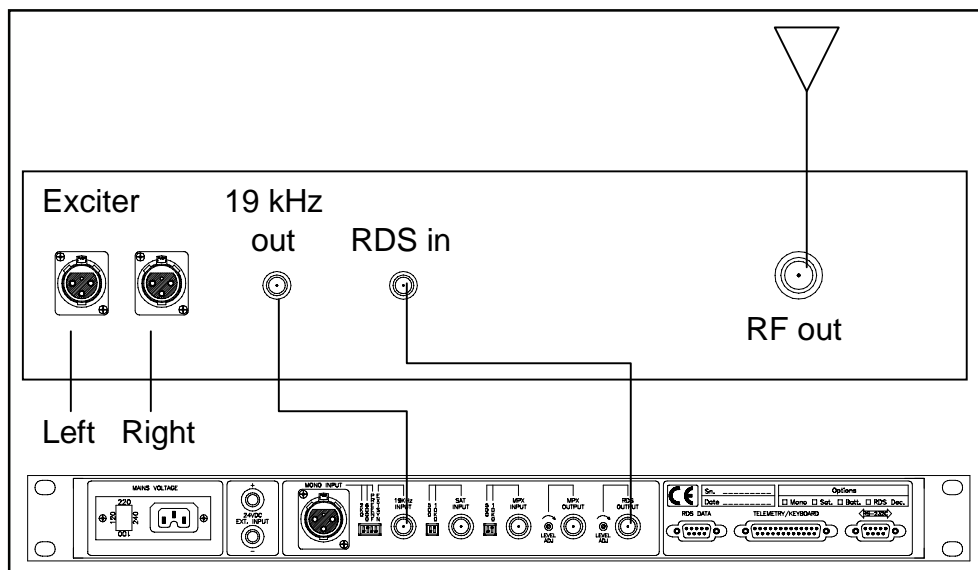 Exciter
19 kHz
out
RDS in
RF out
Left
Right
MAINS VOLTAGE
220
120
240
100
+
24VDC
EXT. INPUT
-
MONO INPUT
19KHz
INPUT
SAT
INPUT
MPX
INPUT
MPX
OUTPUT
LEVEL
ADJ
RDS
OUTPUT
LEVEL
ADJ
CE
Sn.
Date
Options
Mono
Sat.
Batt.
RDS Dec.
RDS DATA
TELEMETRY/KEYBOARD
RS-232C